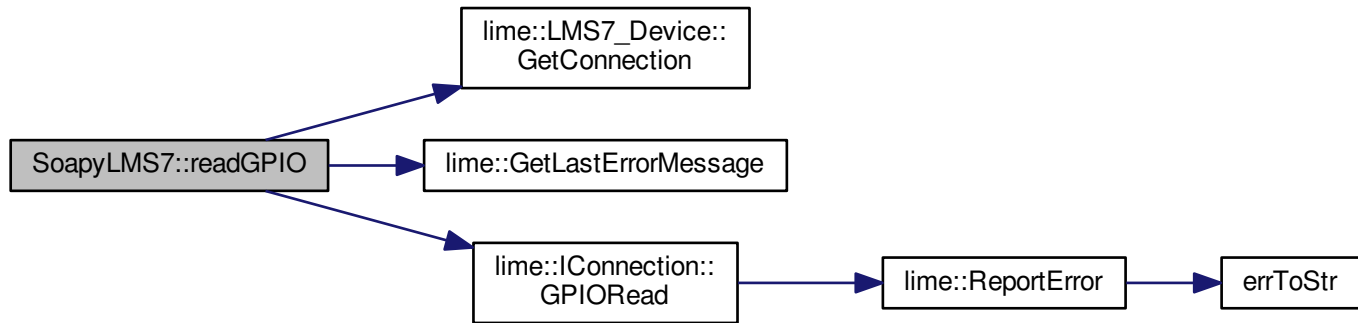 lime::LMS7_Device::
GetConnection
SoapyLMS7::readGPIO
lime::GetLastErrorMessage
lime::IConnection::
GPIORead
lime::ReportError
errToStr